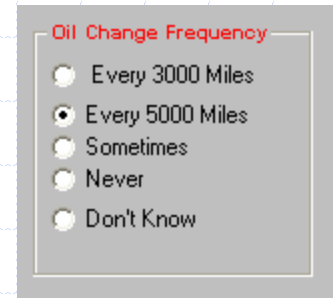 Oil Change Frequency
Every 3000 Miles
Every 5000 Miles
Sometimes
Never
Don't Know